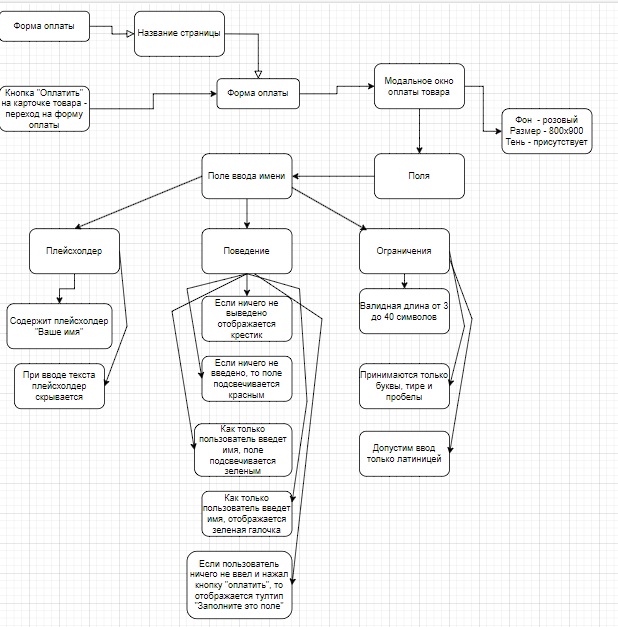 Форма оплаты
Название страницы
Кнопка "Оплатить"
на карточке товара -
переход на форму
оплаты
Форма оплаты
Модальное окно
оплаты товара
Фон - розовый
Размер - 800x900
Тень - присутствует
Поле ввода имени
Поля
Плейсхолдер
Поведение
Ограничения
Содержит плейсхолдер
"Ваше имя"
При вводе текста
плейсхолдер
скрывается
Если ничего не
выведено
отображается
крестик
Если ничего не
введено, то поле
подсвечивается
красным
Как только
пользователь введет
имя, поле
подсвечивается
зеленым
Как только
пользователь введет
имя, отображается
зеленая галочка
Если пользователь
ничего не ввел и нажал
кнопку "оплатить", то
отображается тултип
"Заполните это поле"
Валидная длина от 3
до 40 символов
Принимаются только
буквы, тире и
пробелы
Допустим ввод
только латиницей